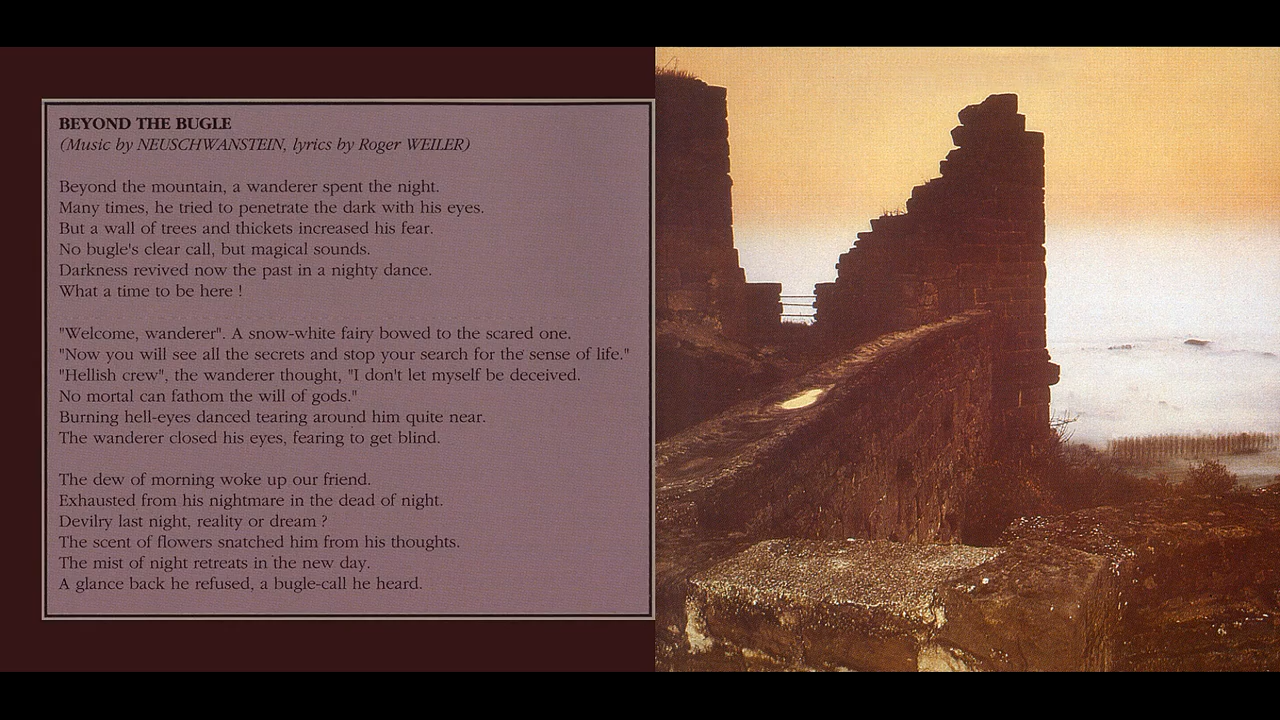 BEYOND THE BUGLE
(Music by NEUSCHWANSTEIN, lyrics by Roger WEILER)
Beyond the mountain, a wanderer spent the night.
Many times, he tried to penetrate the dark with his eyes.
But a wall of trees and thickets increased his fear.
No bugle's clear call, but magical sounds.
Darkness revived now the past in a nighty dance.
What a time to be here !
"Welcome, wanderer". A snow-white fairy bowed to the scared one.
"Now you will see all the secrets and stop your search for the sense of life."
"Hellish crew", the wanderer thought, "I don't let myself be deceived.
No mortal can fathom the will of gods."
Burning hell-eyes danced tearing around him quite near.
The wanderer closed his eyes, fearing to get blind.
The dew of morning woke up our friend.
Exhausted from his nightmare in the dead of night.
Devilry last night, reality or dream ?
The scent of flowers snatched him from his thoughts.
The mist of night retreats in the new day.
A glance back he refused, a bugle-call he heard.